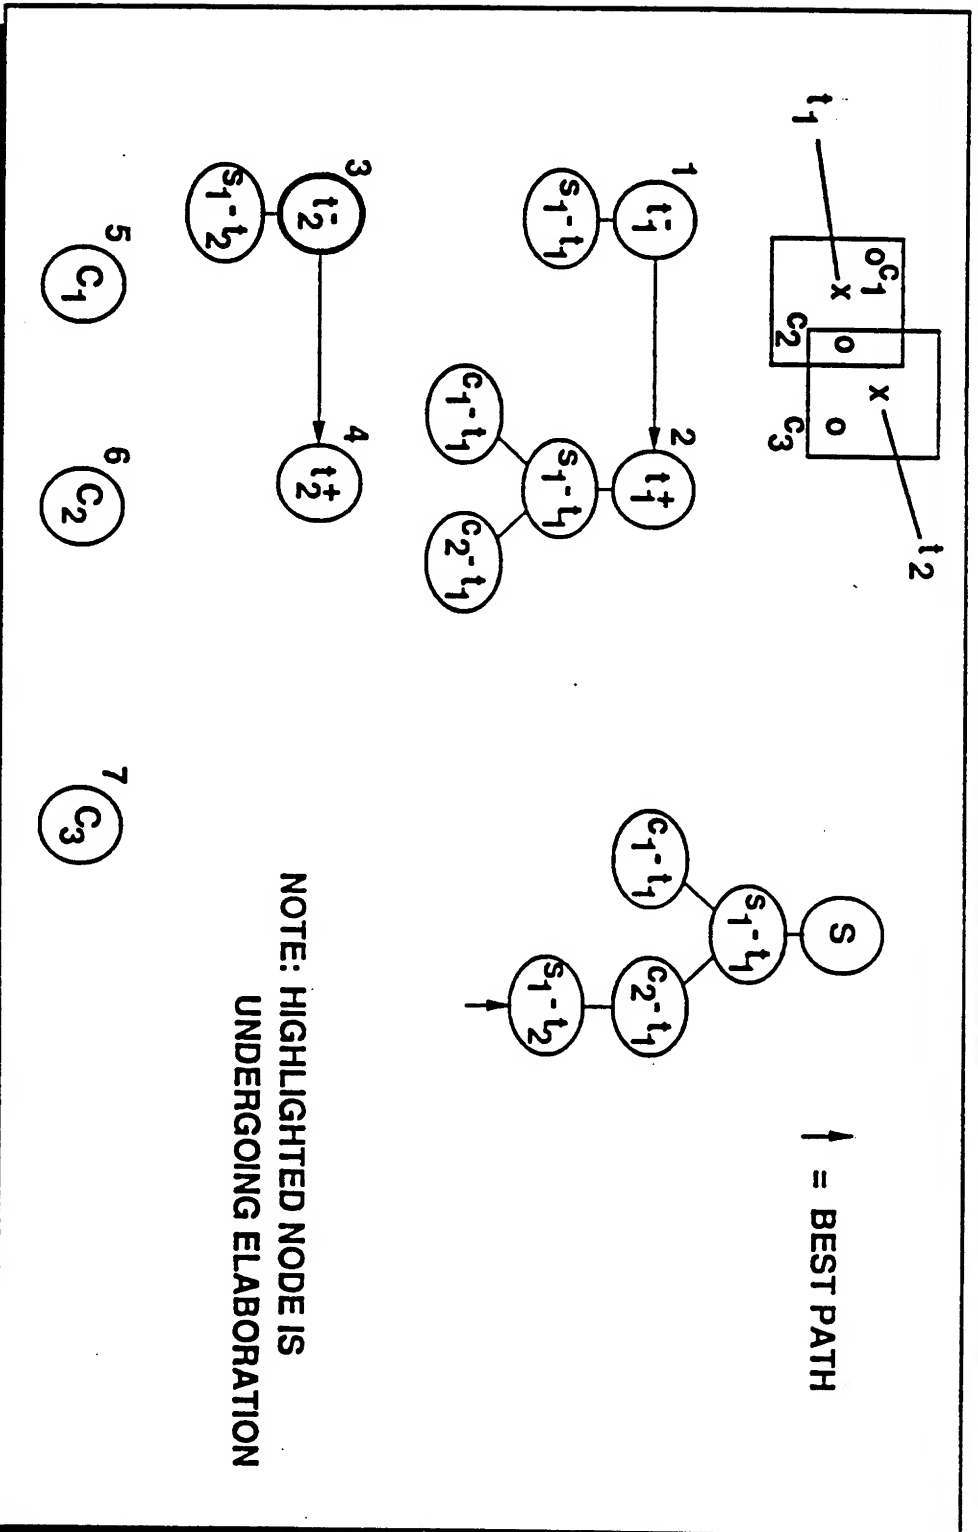 t1
t2
c1
o
x
c2
o
x
o
c3
1
t1-
s1-t1
2
t1+
s1-t1
c1-t1
c2-t1
3
t2-
s1-t2
4
t2+
5
C1
6
C2
7
C3
S
s1-t1
c1-t1
c2-t1
s1-t2
= BEST PATH
NOTE: HIGHLIGHTED NODE IS
UNDERGOING ELABORATION